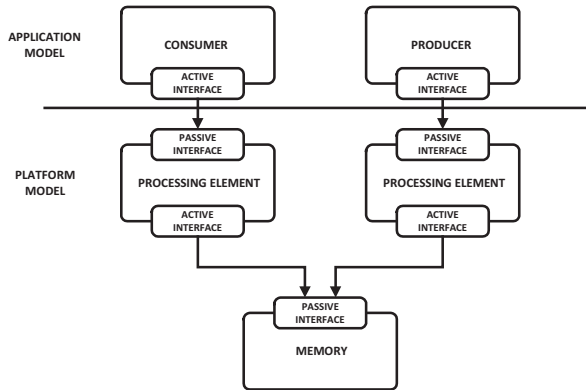 APPLICATION
MODEL
CONSUMER
PRODUCER
ACTIVE
INTERFACE
ACTIVE
INTERFACE
PASSIVE
INTERFACE
PASSIVE
INTERFACE
PLATFORM
MODEL
PROCESSING ELEMENT
PROCESSING ELEMENT
ACTIVE
INTERFACE
ACTIVE
INTERFACE
PASSIVE
INTERFACE
MEMORY